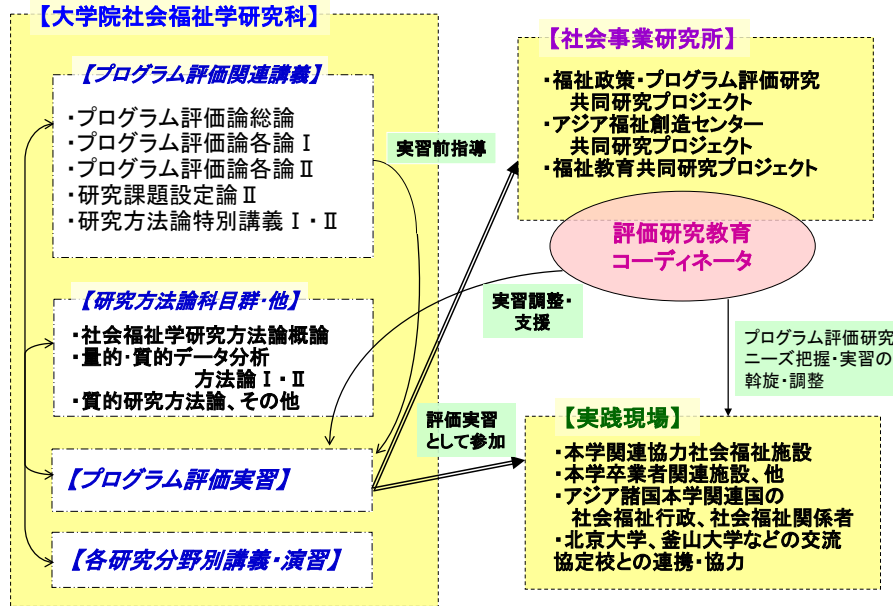 【大学院社会福祉学研究科】
【プログラム評価関連講義】
・プログラム評価論総論
・プログラム評価論各論Ⅰ
・プログラム評価論各論Ⅱ
・研究課題設定論Ⅱ
・研究方法論特別講義Ⅰ・Ⅱ
【研究方法論科目群・他】
・社会福祉学研究方法論概論
・量的・質的データ分析
方法論Ⅰ・Ⅱ
・質的研究方法論、その他
【プログラム評価実習】
【各研究分野別講義・演習】
実習前指導
実習調整・
支援
評価実習
として参加
【社会事業研究所】
・福祉政策・プログラム評価研究
共同研究プロジェクト
・アジア福祉創造センター
共同研究プロジェクト
・福祉教育共同研究プロジェクト
評価研究教育
コーディネータ
プログラム評価研究
ニーズ把握・実習の
斡旋・調整
【実践現場】
・本学関連協力社会福祉施設
・本学卒業者関連施設、他
・アジア諸国本学関連国の
社会福祉行政、社会福祉関係者
・北京大学、釜山大学などの交流
協定校との連携・協力